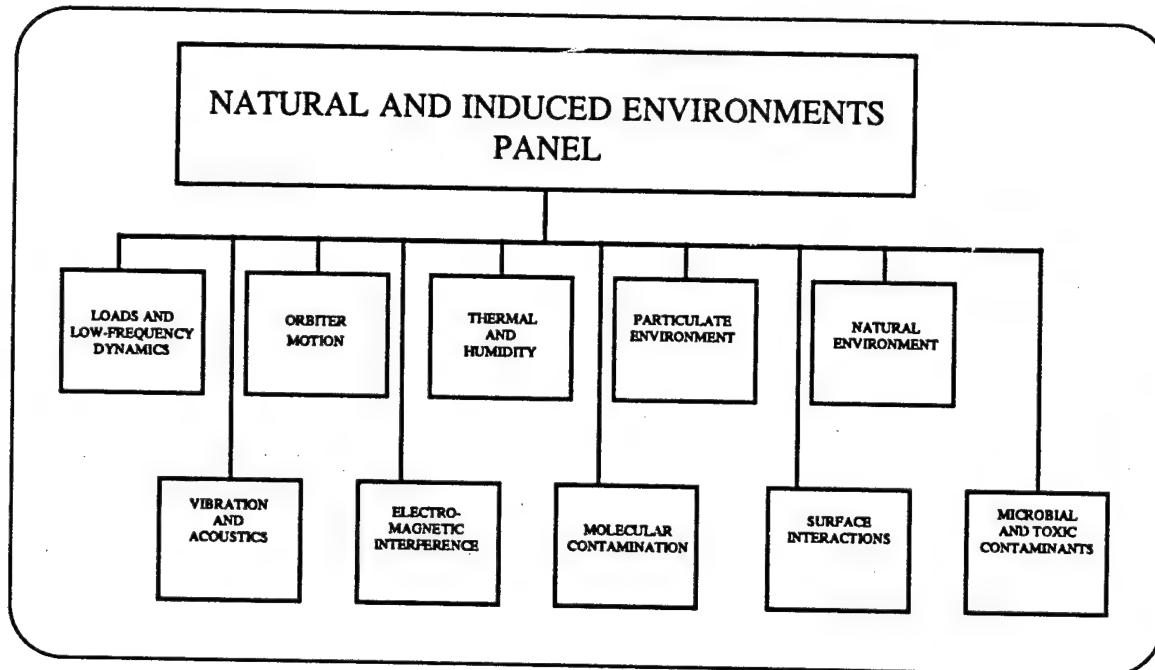 NATURAL AND INDUCED ENVIRONMENTS
PANEL
LOADS AND
LOW-FREQUENCY
DYNAMICS
ORBITER
MOTION
THERMAL
AND
HUMIDITY
PARTICULATE
ENVIRONMENT
NATURAL
ENVIRONMENT
VIBRATION
AND
ACOUSTICS
ELECTRO-
MAGNETIC
INTERFERENCE
MOLECULAR
CONTAMINATION
SURFACE
INTERACTIONS
MICROBIAL
AND TOXIC
CONTAMINANTS